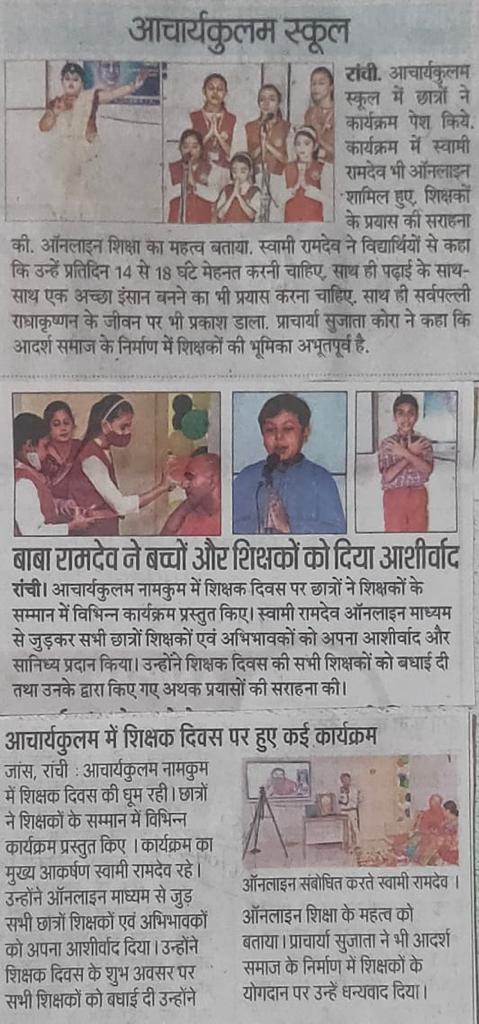 आचार्यकुलम स्कूल
रांची. आचार्यकुलम
स्कूल में छात्रों ने
कार्यक्रम पेश किये.
कार्यक्रम में स्वामी
रामदेव भी ऑनलाइन
शामिल हुए. शिक्षकों
के प्रयास की सराहना
की. ऑनलाइन शिक्षा का महत्व बताया. स्वामी रामदेव ने विद्यार्थियों से कहा
कि उन्हें प्रतिदिन 14 से 18 घंटे मेहनत करनी चाहिए. साथ ही पढ़ाई के साथ-
साथ एक अच्छा इंसान बनने का भी प्रयास करना चाहिए. साथ ही सर्वपल्ली
राधाकृष्णन के जीवन पर भी प्रकाश डाला. प्राचार्या सुजाता कोरा ने कहा कि
आदर्श समाज के निर्माण में शिक्षकों की भूमिका अभूतपूर्व है.
बाबा रामदेव ने बच्चों और शिक्षकों को दिया आशीर्वाद
रांची। आचार्यकुलम नामकुम में शिक्षक दिवस पर छात्रों ने शिक्षकों के
सम्मान में विभिन्न कार्यक्रम प्रस्तुत किए। स्वामी रामदेव ऑनलाइन माध्यम
से जुड़कर सभी छात्रों शिक्षकों एवं अभिभावकों को अपना आशीर्वाद और
सानिध्य प्रदान किया। उन्होंने शिक्षक दिवस की सभी शिक्षकों को बधाई दी
तथा उनके द्वारा किए गए अथक प्रयासों की सराहना की।
आचार्यकुलम में शिक्षक दिवस पर हुए कई कार्यक्रम
जांस, रांची : आचार्यकुलम नामकुम
में शिक्षक दिवस की धूम रही। छात्रों
ने शिक्षकों के सम्मान में विभिन्न
कार्यक्रम प्रस्तुत किए । कार्यक्रम का
मुख्य आकर्षण स्वामी रामदेव रहे।
उन्होंने ऑनलाइन माध्यम से जुड़
सभी छात्रों शिक्षकों एवं अभिभावकों
को अपना आशीर्वाद दिया। उन्होंने
शिक्षक दिवस के शुभ अवसर पर
सभी शिक्षकों को बधाई दी उन्होंने
ऑनलाइन संबोधित करते स्वामी रामदेव ।
ऑनलाइन शिक्षा के महत्व को
बताया। प्राचार्या सुजाता ने भी आदर्श
समाज के निर्माण में शिक्षकों के
योगदान पर उन्हें धन्यवाद दिया।